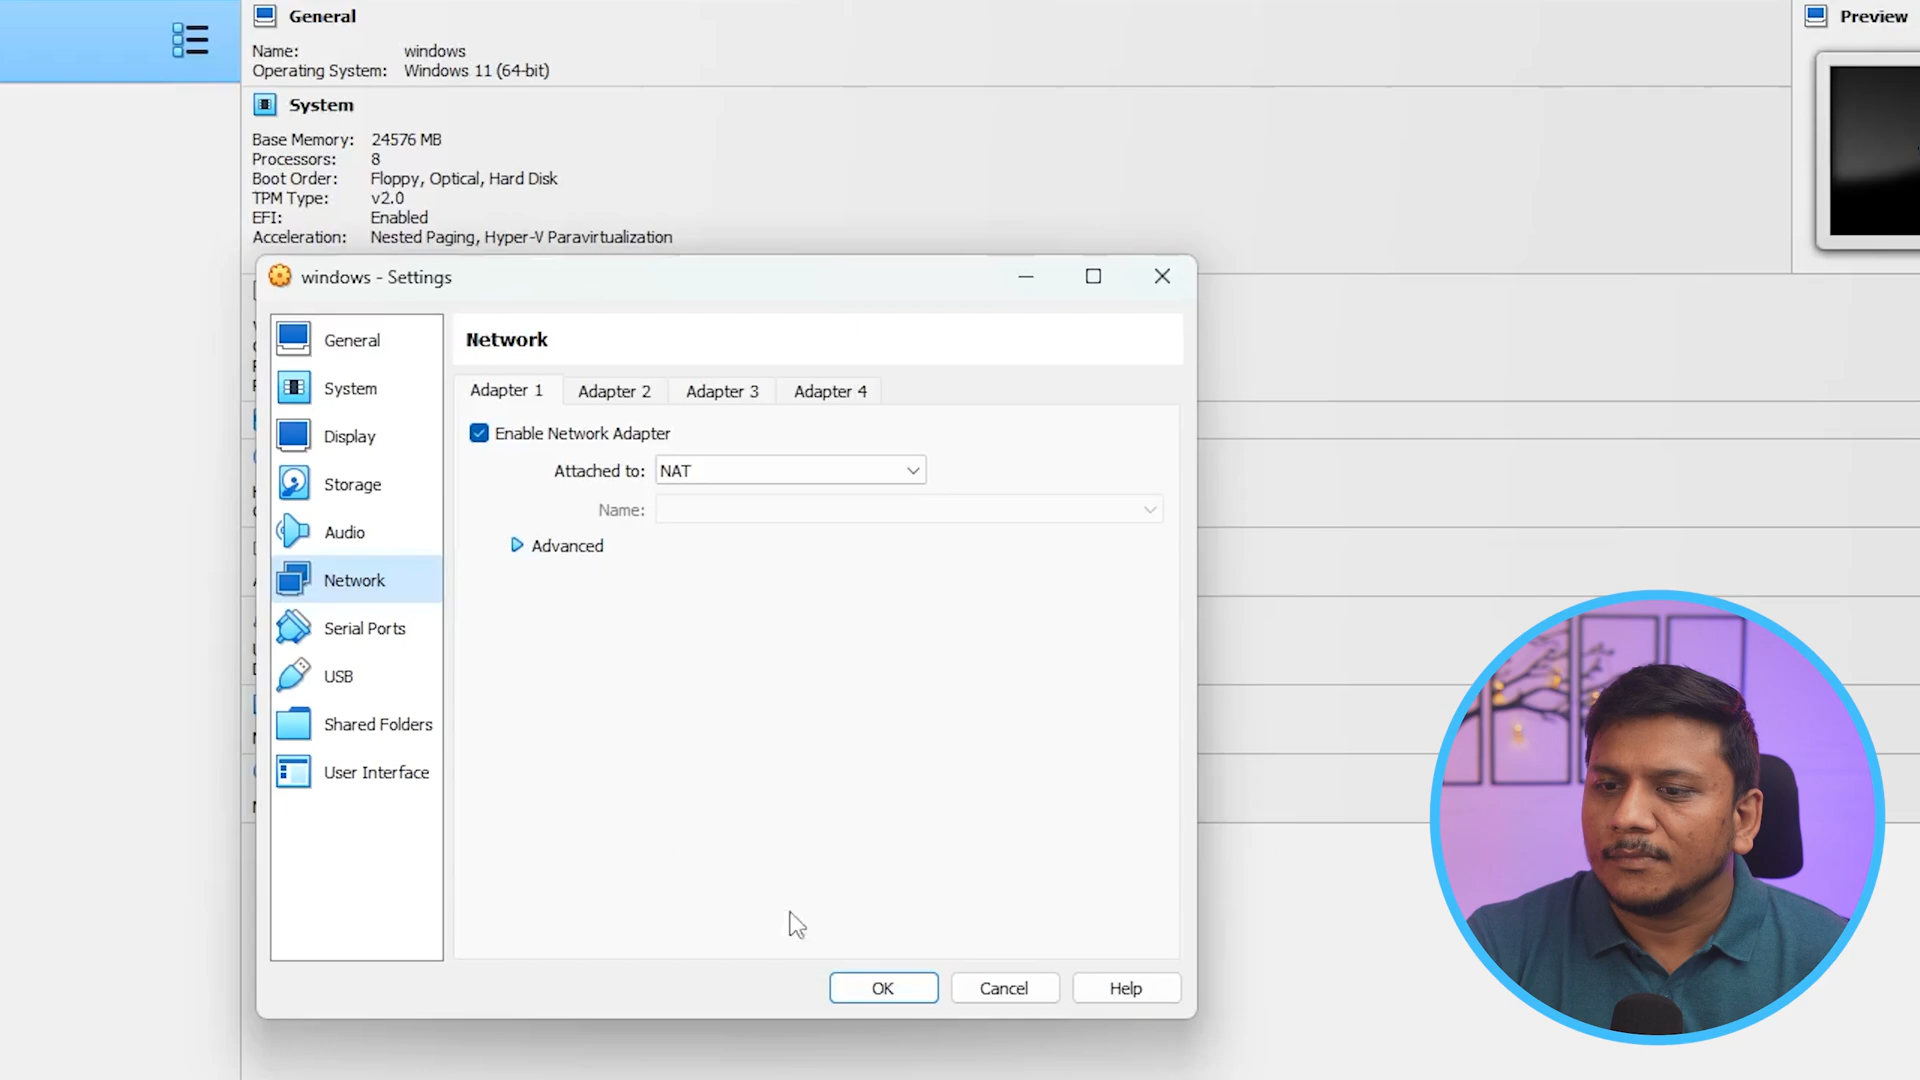 General
Preview
Name: windows
Operating System: Windows 11 (64-bit)
System
Base Memory: 24576 MB
Processors: 8
Boot Order: Floppy, Optical, Hard Disk
TPM Type: v2.0
EFI: Enabled
Acceleration: Nested Paging, Hyper-V Paravirtualization
windows - Settings
General
System
Display
Storage
Audio
Network
Serial Ports
USB
Shared Folders
User Interface
Network
Adapter 1 Adapter 2 Adapter 3 Adapter 4
Enable Network Adapter
Attached to: NAT
Name:
Advanced
OK Cancel Help